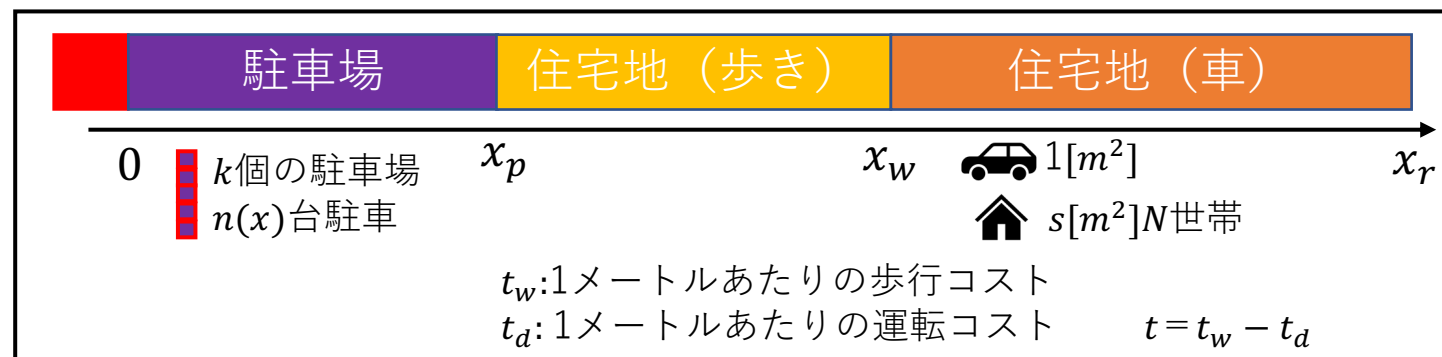 駐車場 住宅地（歩き） 住宅地（車）
0 x_p x_w 1[m²] x_r
k個の駐車場
n(x)台駐車 s[m²]N世帯
t_w:1メートルあたりの歩行コスト
t_d: 1メートルあたりの運転コスト t = t_w − t_d